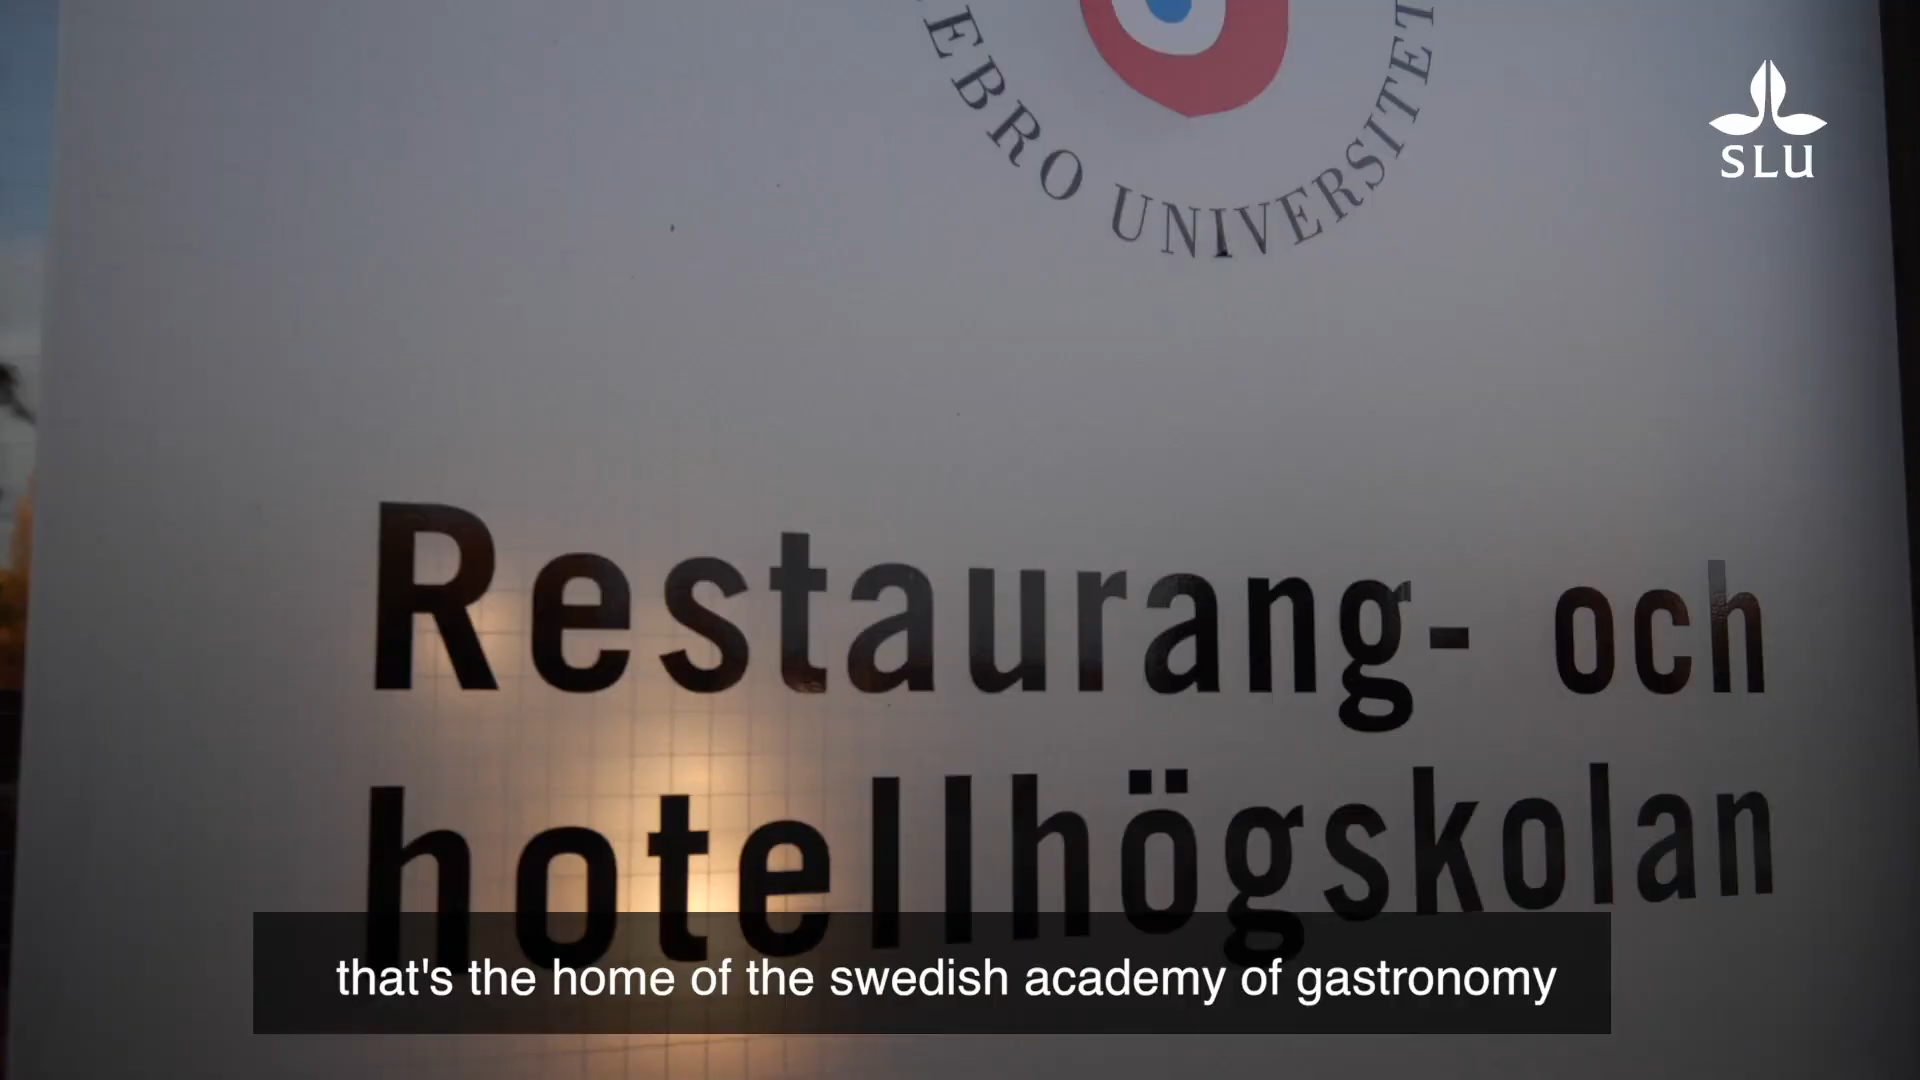 EBRO UNIVERSITET
SLU
Restaurang- och
hotellhögskolan
that's the home of the swedish academy of gastronomy